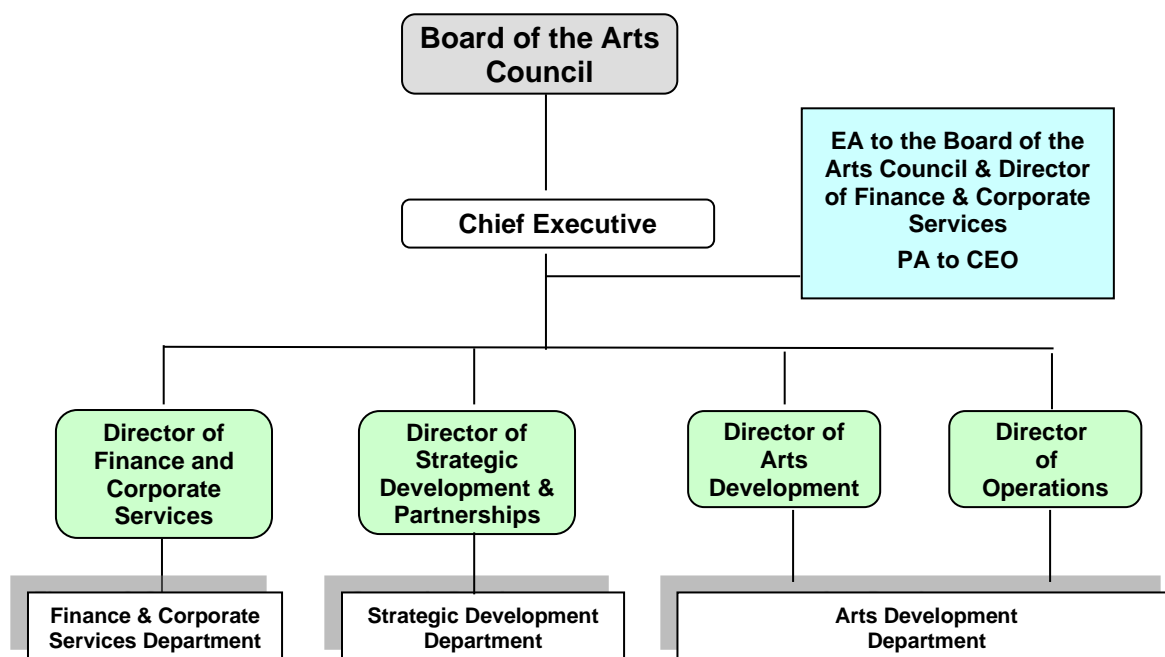 Board of the Arts
Council
EA to the Board of the
Arts Council & Director
of Finance & Corporate
Services
PA to CEO
Chief Executive
Director of
Finance and
Corporate
Services
Director of
Strategic
Development &
Partnerships
Director of
Arts
Development
Director
of
Operations
Finance & Corporate
Services Department
Strategic Development
Department
Arts Development
Department